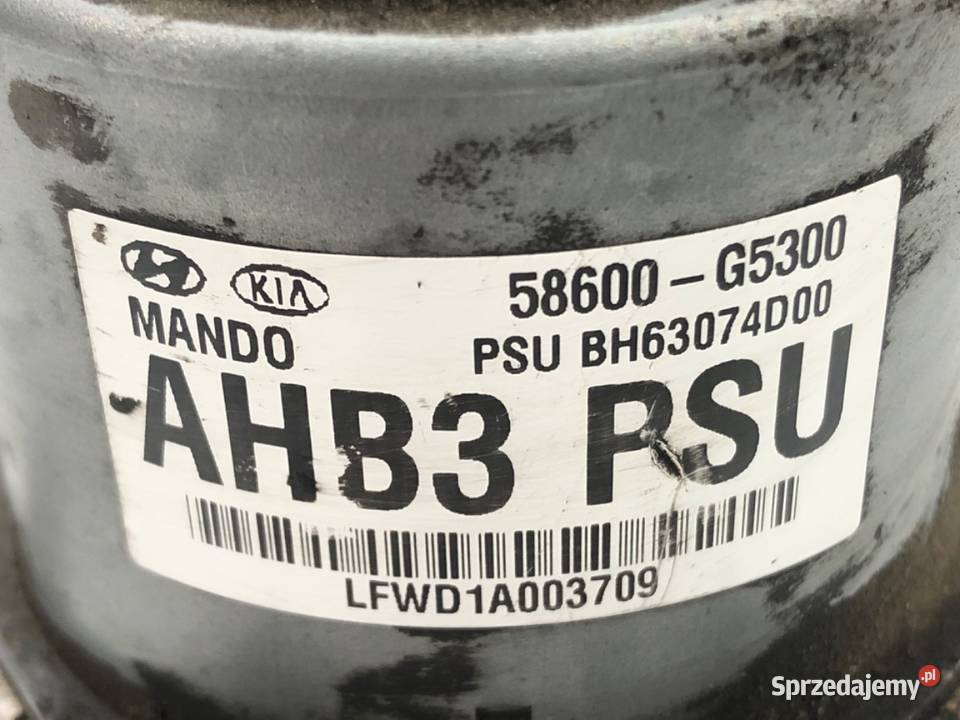 KIA
58600-G5300
MANDO
PSU BH63074D00
AHB3 PSU
LFWD1A003709
Sprzedajemy.pl